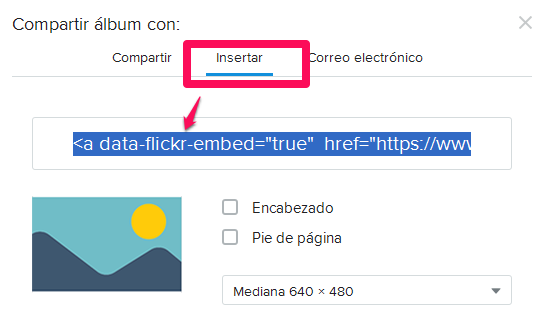 Compartir álbum con:
Compartir Insertar Correo electrónico
<a data-flickr-embed="true"  href="https://www
Encabezado
Pie de página
Mediana 640 × 480